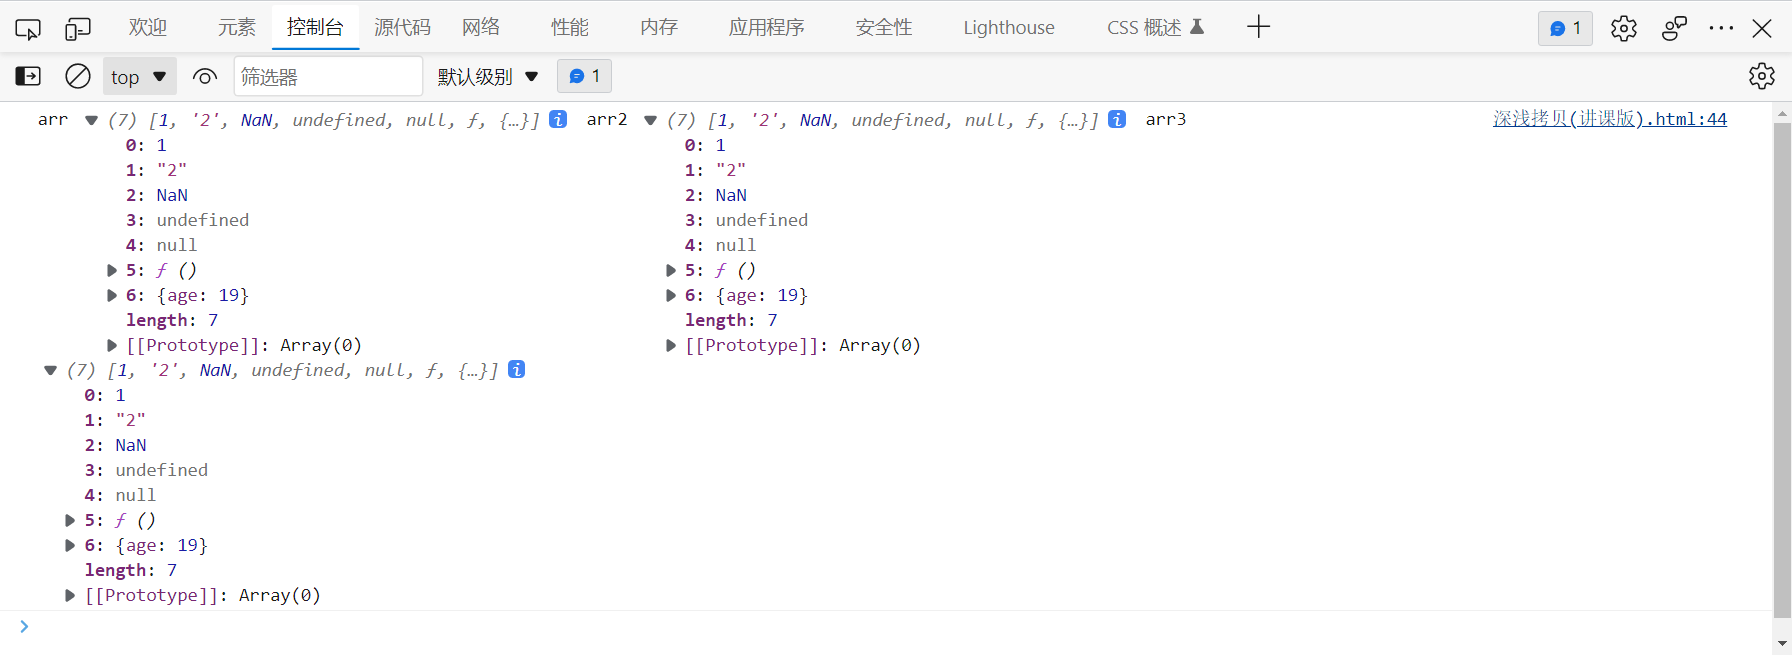 欢迎 元素 控制台 源代码 网络 性能 内存 应用程序 安全性 Lighthouse CSS 概述 1
top 筛选器 默认级别 1
arr (7) [1, '2', NaN, undefined, null, ƒ, {…}] i arr2 (7) [1, '2', NaN, undefined, null, ƒ, {…}] i arr3 深浅拷贝(讲课版).html:44
0: 1 0: 1
1: "2" 1: "2"
2: NaN 2: NaN
3: undefined 3: undefined
4: null 4: null
5: ƒ () 5: ƒ ()
6: {age: 19} 6: {age: 19}
length: 7 length: 7
[[Prototype]]: Array(0) [[Prototype]]: Array(0)
(7) [1, '2', NaN, undefined, null, ƒ, {…}] i
0: 1
1: "2"
2: NaN
3: undefined
4: null
5: ƒ ()
6: {age: 19}
length: 7
[[Prototype]]: Array(0)